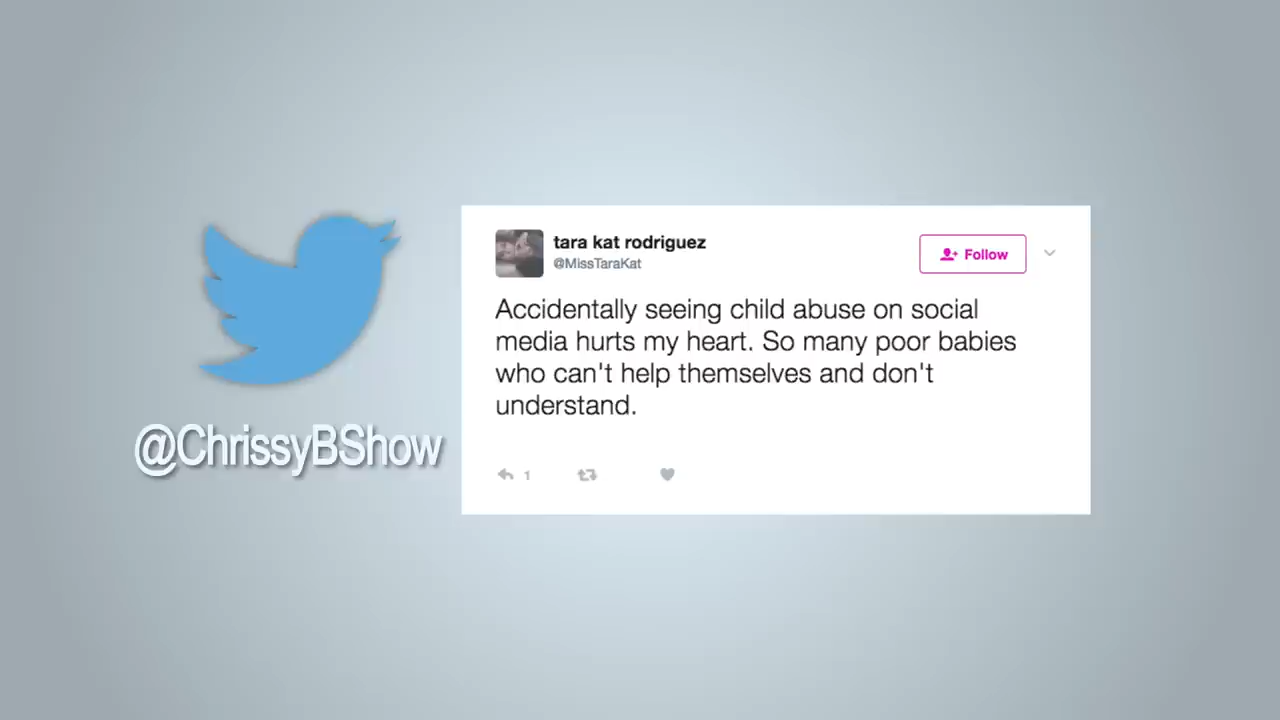 @ChrissyBShow
tara kat rodriguez
@MissTaraKat
Follow
Accidentally seeing child abuse on social
media hurts my heart. So many poor babies
who can't help themselves and don't
understand.
1